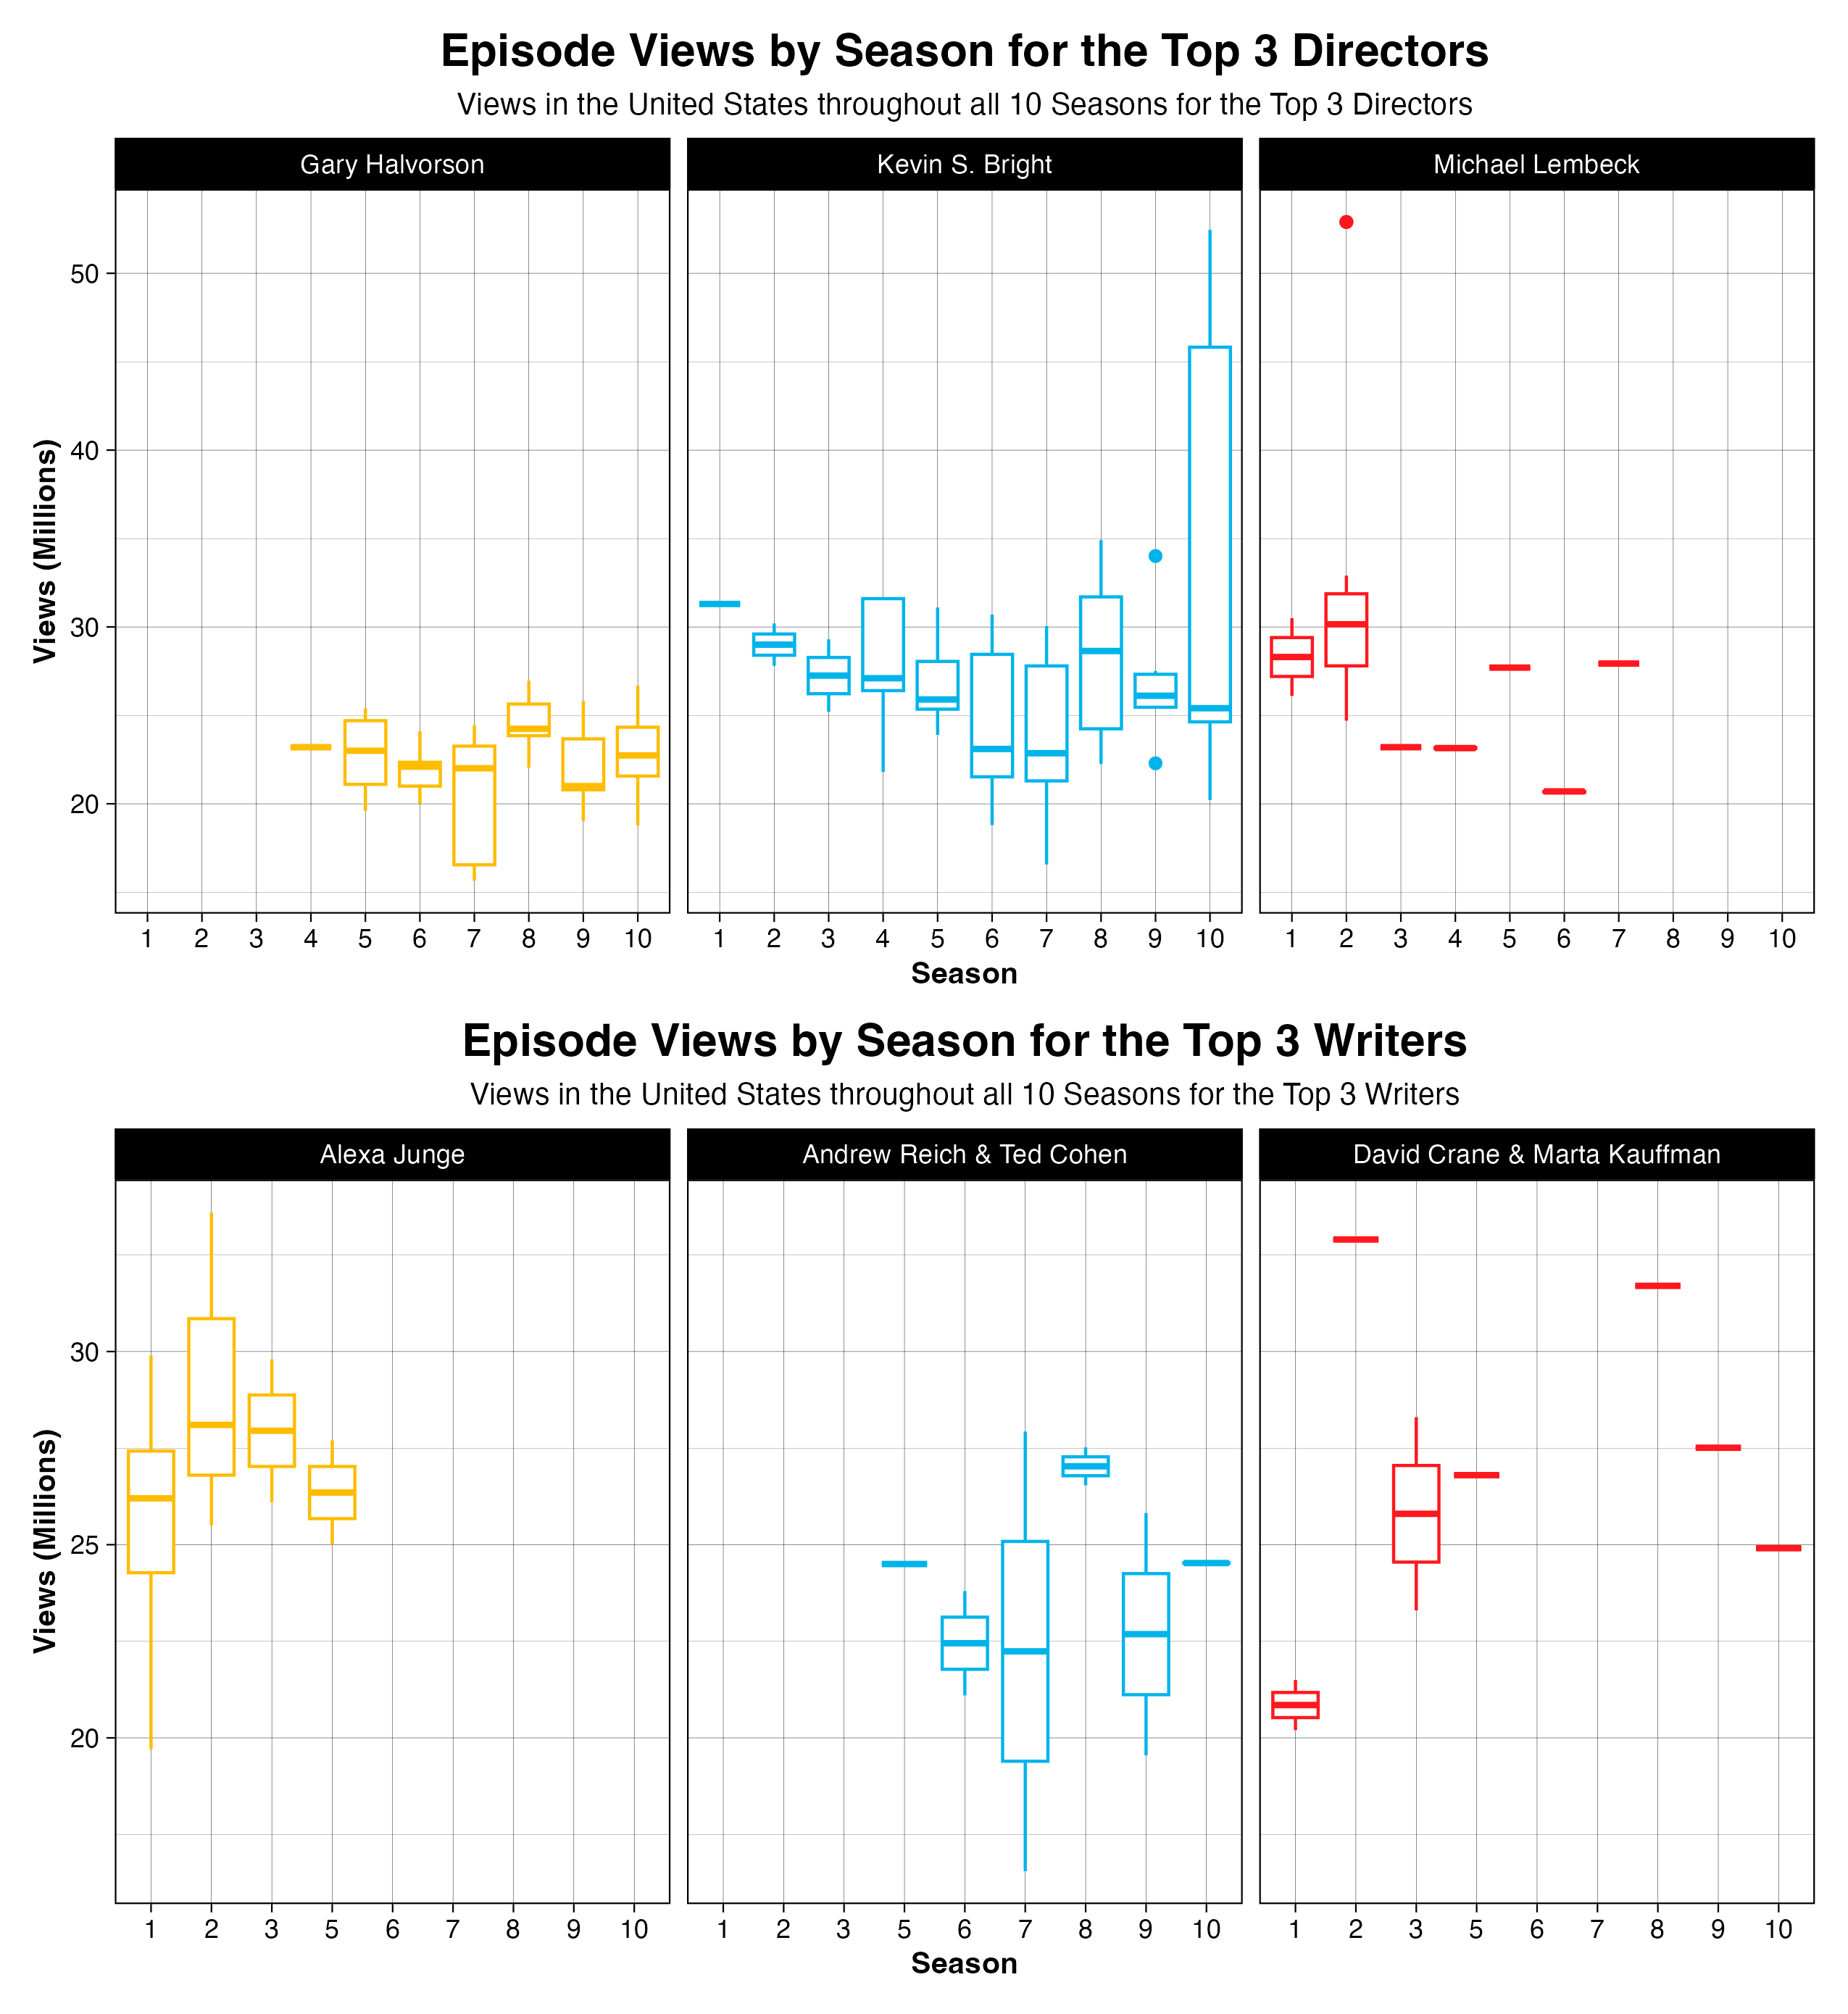 Episode Views by Season for the Top 3 Directors
Views in the United States throughout all 10 Seasons for the Top 3 Directors
Gary Halvorson
Kevin S. Bright
Michael Lembeck
Views (Millions)
50
40
30
20
1 2 3 4 5 6 7 8 9 10
1 2 3 4 5 6 7 8 9 10
1 2 3 4 5 6 7 8 9 10
Season
Episode Views by Season for the Top 3 Writers
Views in the United States throughout all 10 Seasons for the Top 3 Writers
Alexa Junge
Andrew Reich & Ted Cohen
David Crane & Marta Kauffman
Views (Millions)
30
25
20
1 2 3 5 6 7 8 9 10
1 2 3 5 6 7 8 9 10
1 2 3 5 6 7 8 9 10
Season